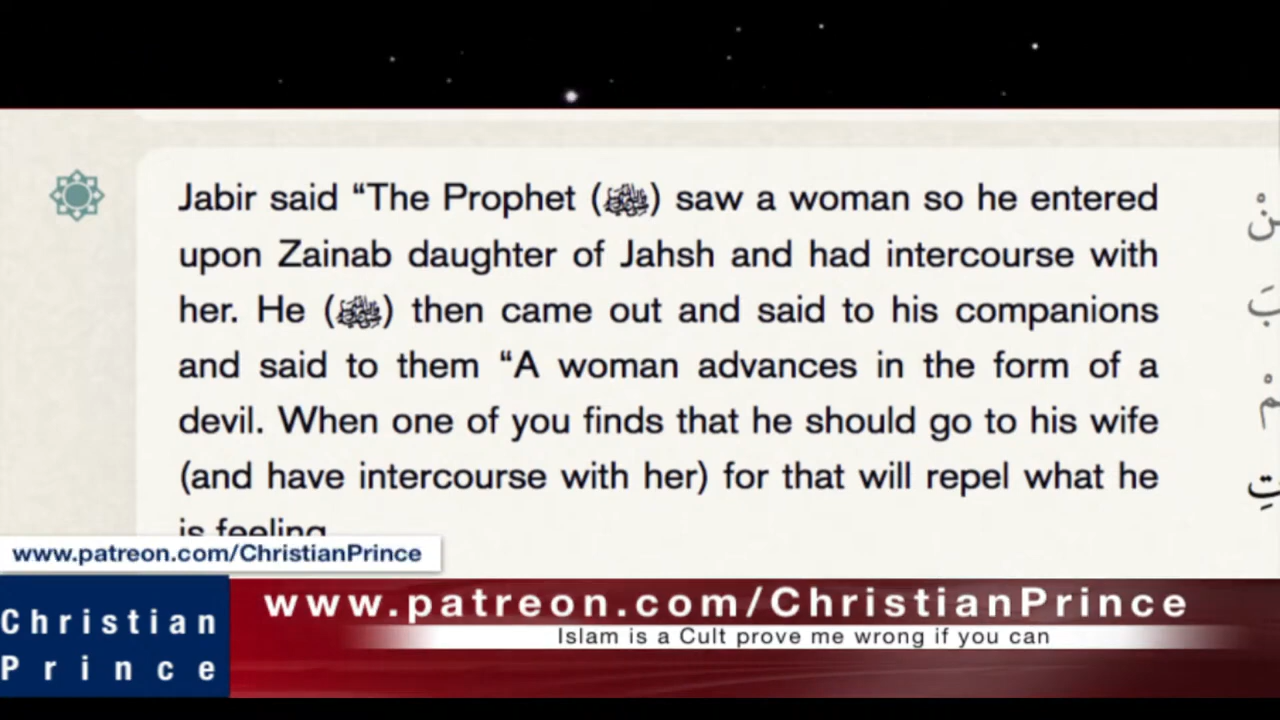 Jabir said “The Prophet (ﷺ) saw a woman so he entered
upon Zainab daughter of Jahsh and had intercourse with
her. He (ﷺ) then came out and said to his companions
and said to them “A woman advances in the form of a
devil. When one of you finds that he should go to his wife
(and have intercourse with her) for that will repel what he
is feeling
www.patreon.com/ChristianPrince
Christian
Prince
www.patreon.com/ChristianPrince
Islam is a Cult prove me wrong if you can